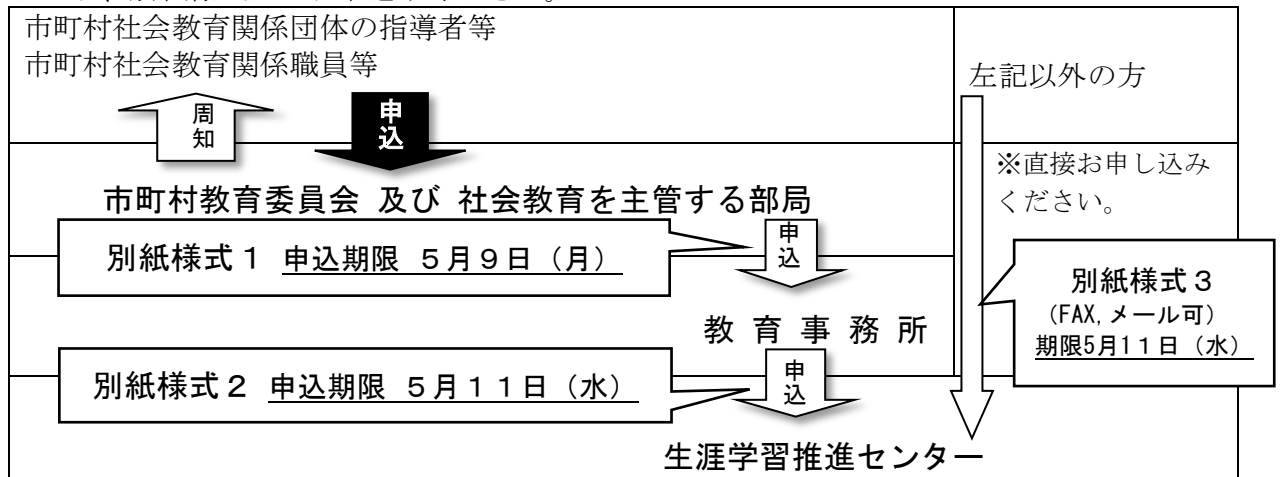 市町村社会教育関係団体の指導者等
市町村社会教育関係職員等
左記以外の方
周知
申込
※直接お申し込み
ください。
市町村教育委員会 及び 社会教育を主管する部局
別紙様式1 申込期限 5月9日(月)
申込
別紙様式3
(FAX,メール可)
期限5月11日(水)
教育事務所
別紙様式2 申込期限 5月11日(水)
申込
生涯学習推進センター